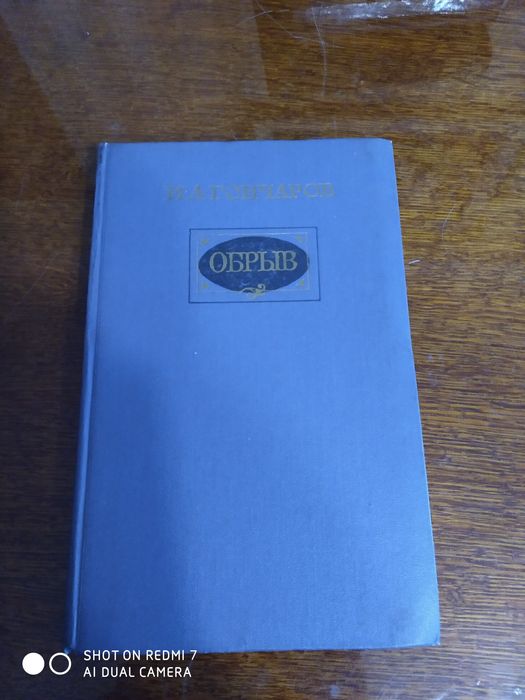 И. А. ГОНЧАРОВ
ОБРЫВ
SHOT ON REDMI 7
AI DUAL CAMERA